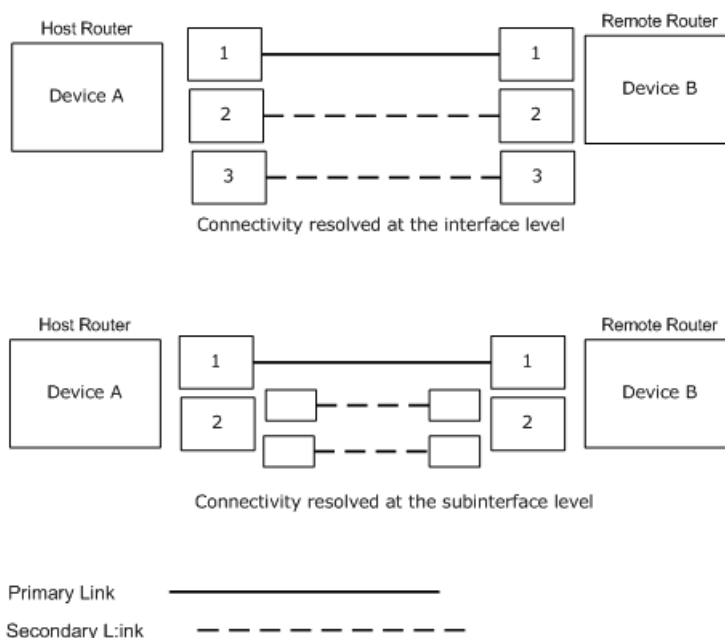 Host Router
Remote Router
Device A
1
1
Device B
2
2
3
3
Connectivity resolved at the interface level
Host Router
Remote Router
Device A
1
1
Device B
2
2
Connectivity resolved at the subinterface level
Primary Link
Secondary L:ink